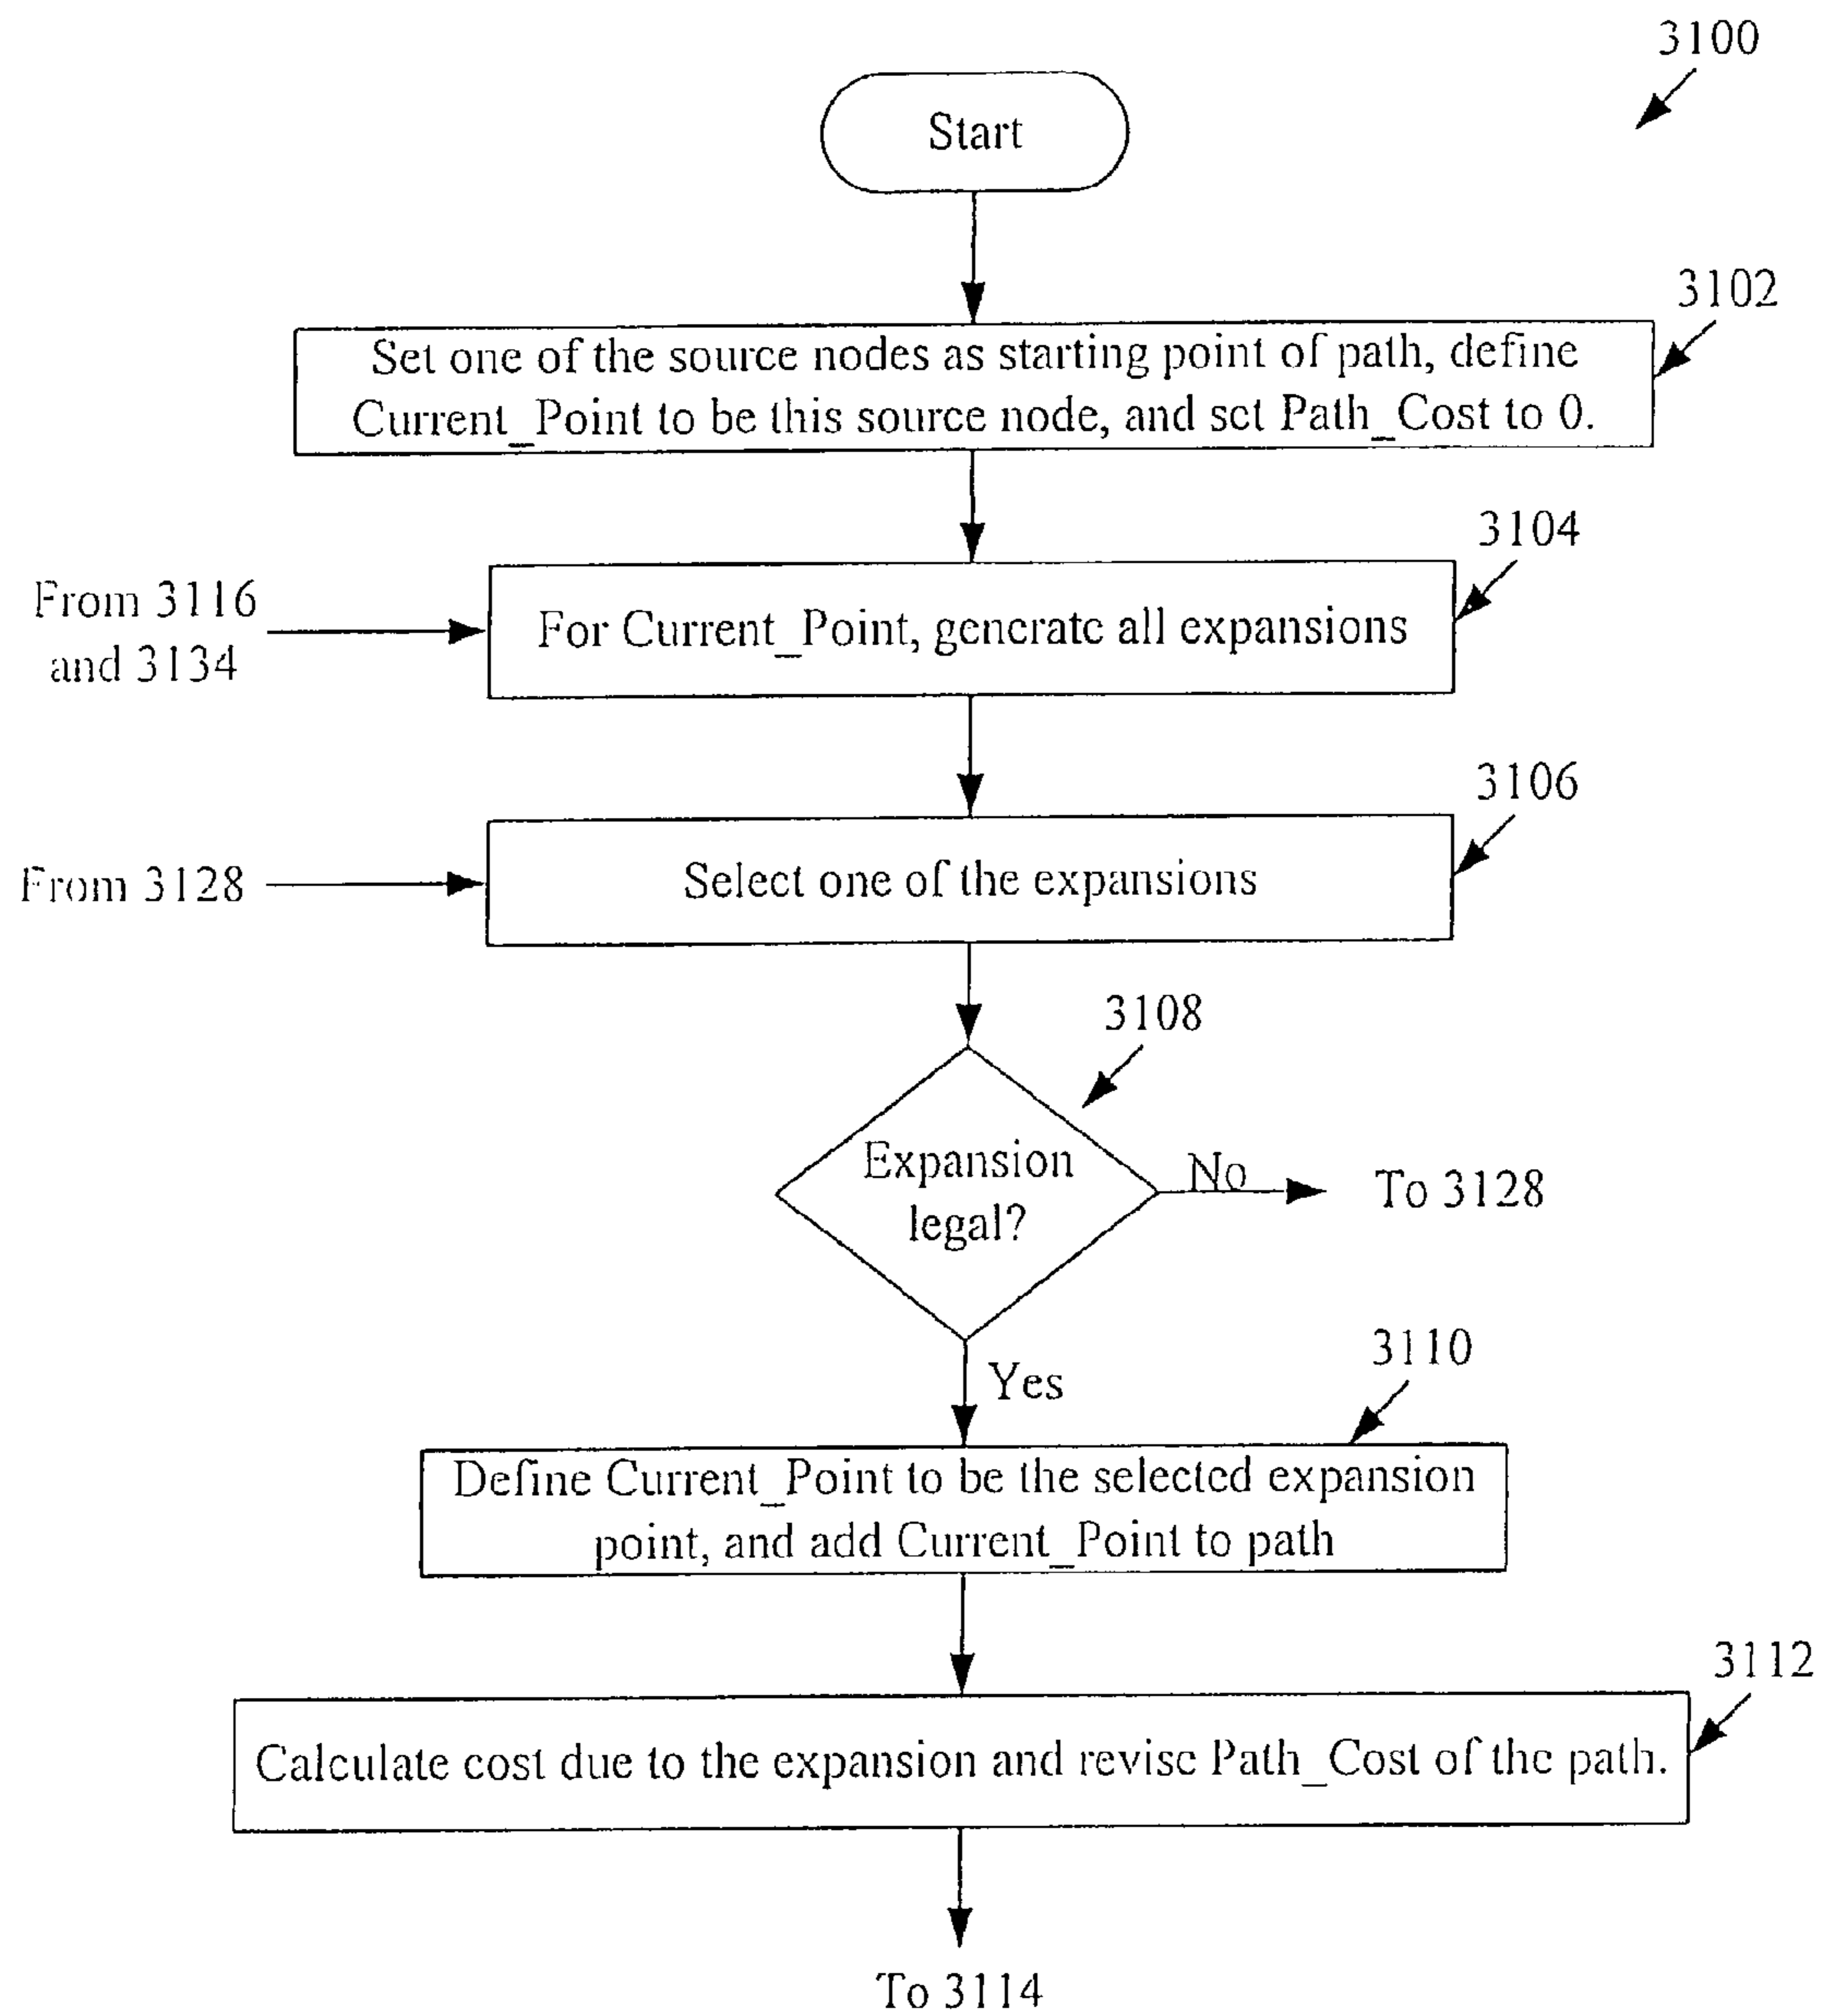 3100
Start
3102
Set one of the source nodes as starting point of path, define
Current_Point to be this source node, and set Path_Cost to 0.
3104
From 3116
and 3134
For Current_Point, generate all expansions
3106
From 3128
Select one of the expansions
3108
Expansion
legal?
No
To 3128
Yes
3110
Define Current_Point to be the selected expansion
point, and add Current_Point to path
3112
Calculate cost due to the expansion and revise Path_Cost of the path.
To 3114